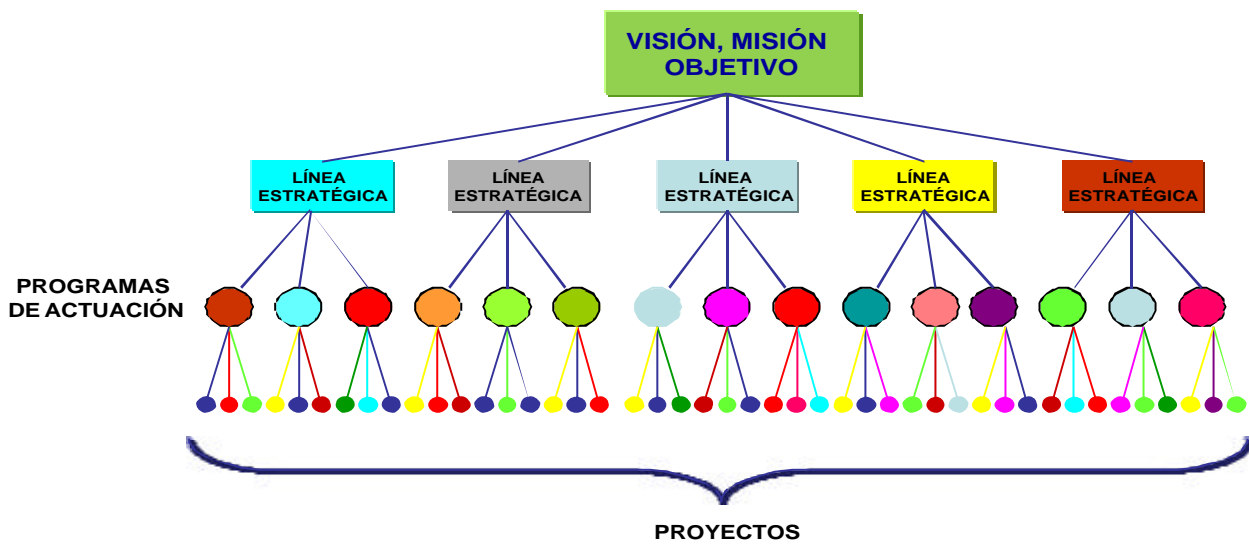 VISIÓN, MISIÓN
OBJETIVO
LÍNEA
ESTRATÉGICA
LÍNEA
ESTRATÉGICA
LÍNEA
ESTRATÉGICA
LÍNEA
ESTRATÉGICA
LÍNEA
ESTRATÉGICA
PROGRAMAS
DE ACTUACIÓN
PROYECTOS